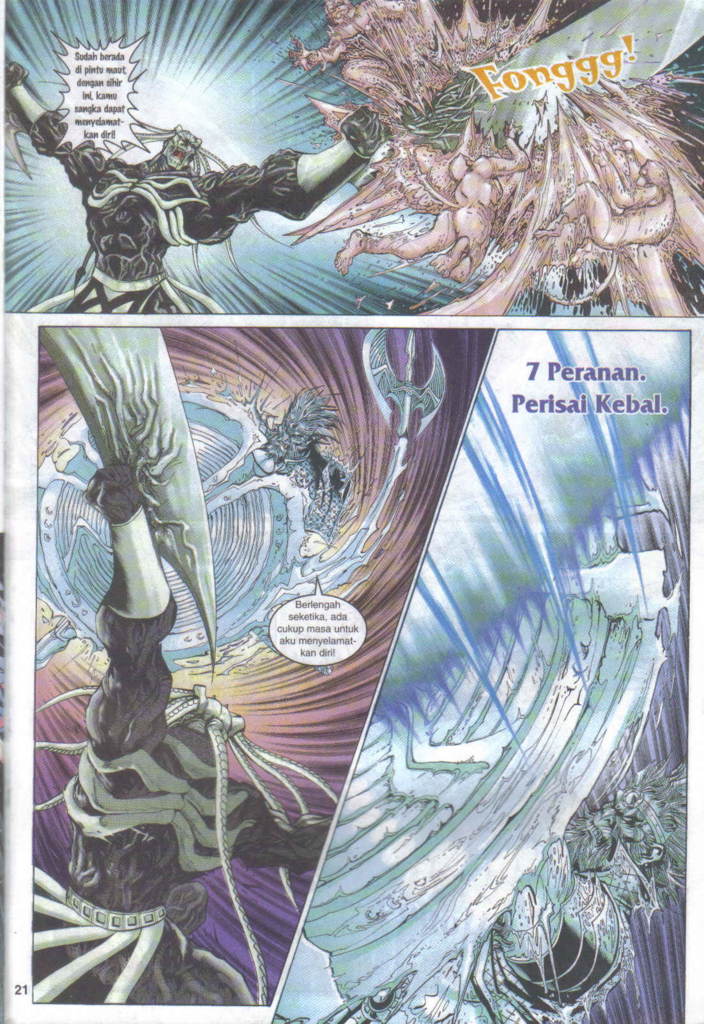 Sudah berada
di pintu maut,
dengan sihir
ini, kamu
sangka dapat
menyelamat-
kan diri!
Fonggg!
Berlengah
seketika, ada
cukup masa untuk
aku menyelamat-
kan diri!
7 Peranan.
Perisai Kebal.
21